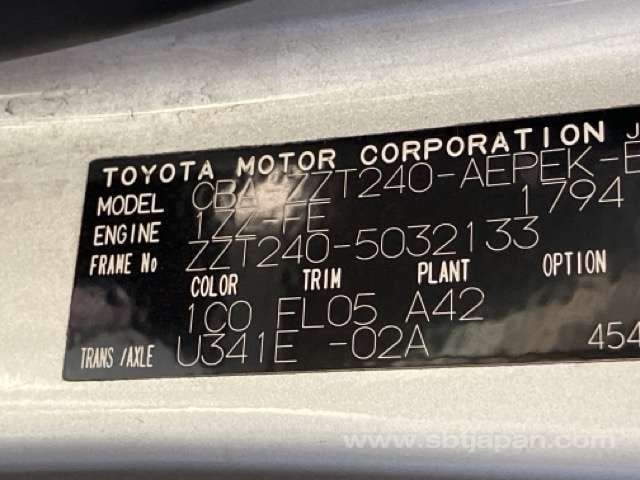 TOYOTA MOTOR CORPORATION J
MODEL CBA-ZZT240-AEPEK-E
ENGINE 1ZZ-FE 1794
FRAME No ZZT240-5032133
COLOR TRIM PLANT OPTION
1C0 FL05 A42
TRANS/AXLE U341E -02A 454
www.sbtjapan.com